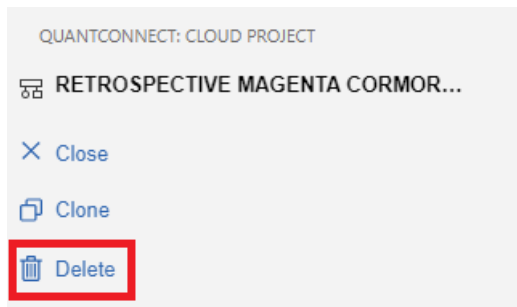 QUANTCONNECT: CLOUD PROJECT
RETROSPECTIVE MAGENTA CORMOR...
Close
Clone
Delete